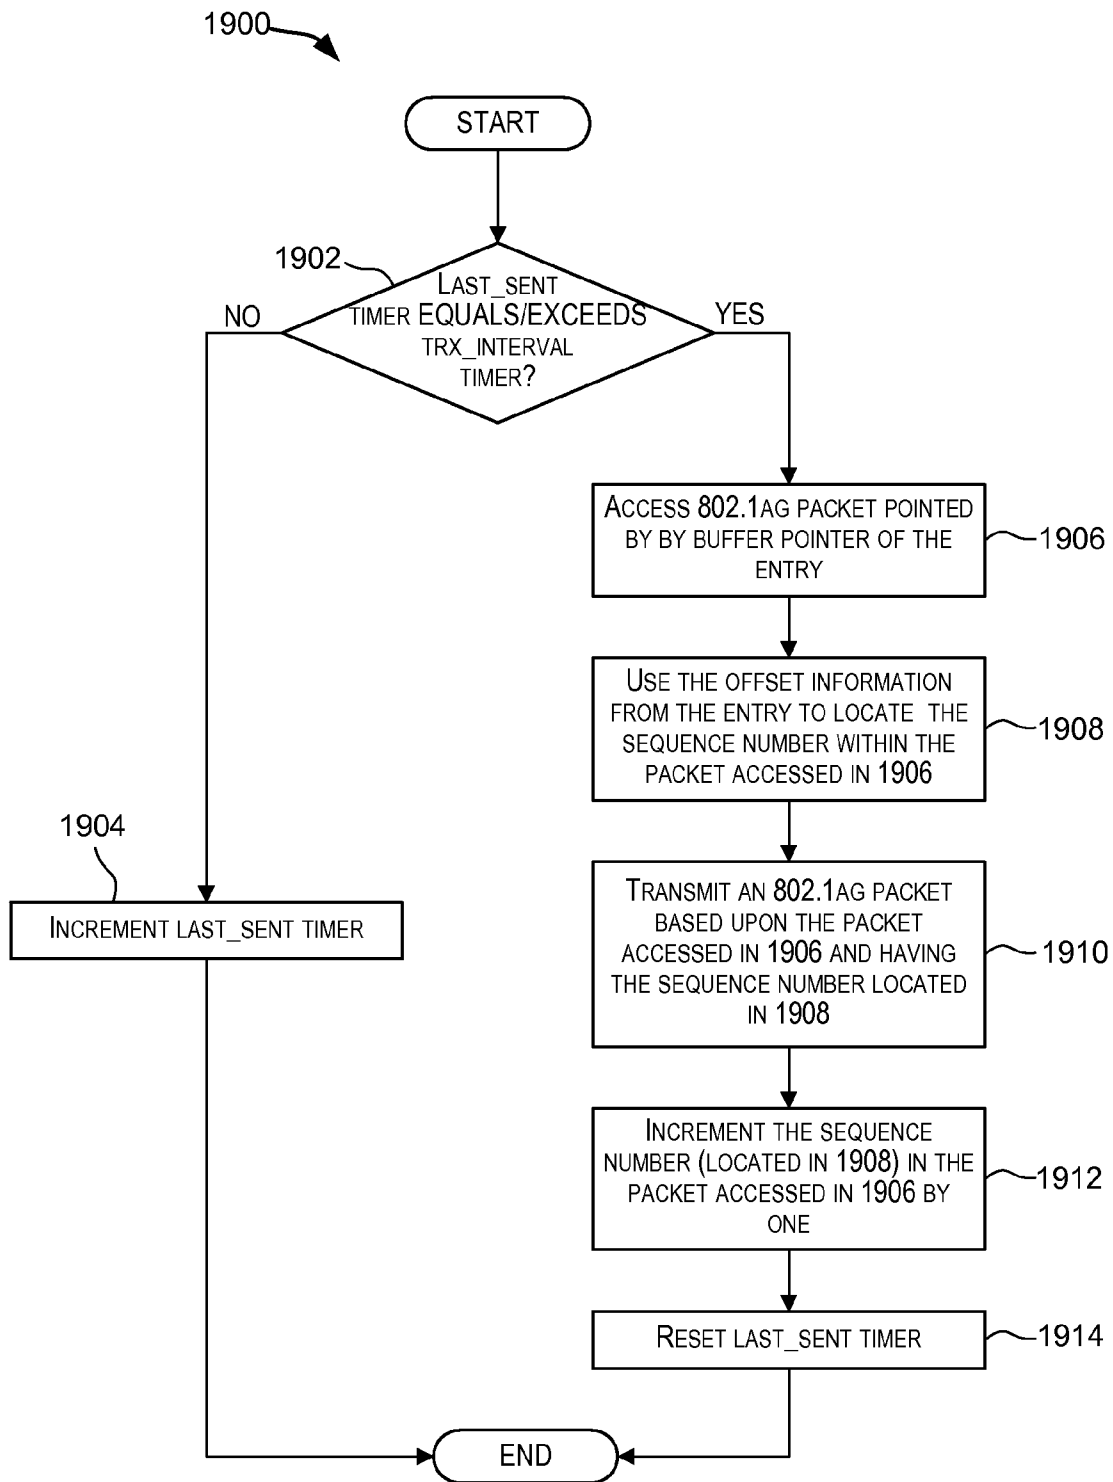 1900
START
1902
LAST_SENT
TIMER EQUALS/EXCEEDS
TRX_INTERVAL
TIMER?
NO
YES
ACCESS 802.1AG PACKET POINTED
BY BY BUFFER POINTER OF THE
ENTRY
1906
USE THE OFFSET INFORMATION
FROM THE ENTRY TO LOCATE THE
SEQUENCE NUMBER WITHIN THE
PACKET ACCESSED IN 1906
1908
1904
INCREMENT LAST_SENT TIMER
TRANSMIT AN 802.1AG PACKET
BASED UPON THE PACKET
ACCESSED IN 1906 AND HAVING
THE SEQUENCE NUMBER LOCATED
IN 1908
1910
INCREMENT THE SEQUENCE
NUMBER (LOCATED IN 1908) IN THE
PACKET ACCESSED IN 1906 BY
ONE
1912
RESET LAST_SENT TIMER
1914
END